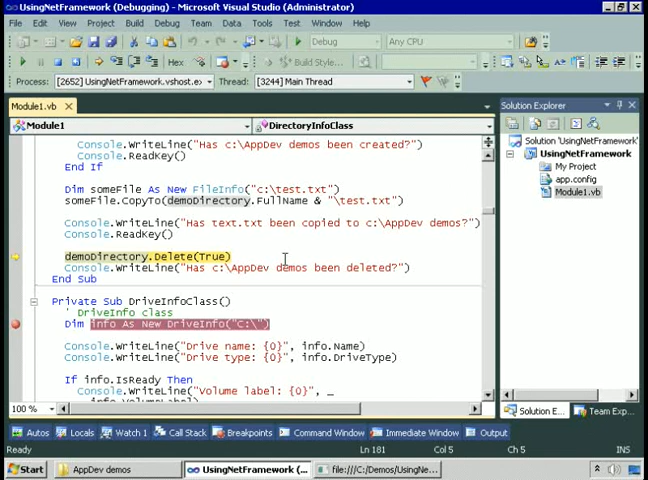 UsingNetFramework (Debugging) - Microsoft Visual Studio (Administrator)
File Edit View Project Build Debug Team Data Tools Test Window Help
Debug Any CPU
Hex Build Style...
Process: [2652] UsingNetFramework.vshost.e> Thread: [3244] Main Thread
Module1.vb
Module1 DirectoryInfoClass
Console.WriteLine("Has c:\AppDev demos been created?")
Console.ReadKey()
End If
Dim someFile As New FileInfo("c:\test.txt")
someFile.CopyTo(demoDirectory.FullName & "\test.txt")
Console.WriteLine("Has text.txt been copied to c:\AppDev demos?")
Console.ReadKey()
demoDirectory.Delete(True)
Console.WriteLine("Has c:\AppDev demos been deleted?")
End Sub
Private Sub DriveInfoClass()
' DriveInfo class
Dim info As New DriveInfo("C:\")
Console.WriteLine("Drive name: {0}", info.Name)
Console.WriteLine("Drive type: {0}", info.DriveType)
If info.IsReady Then
Console.WriteLine("Volume label: {0}", _
info.VolumeLabel)
100 %
Solution Explorer
Solution 'UsingNetFramework'
UsingNetFramework
My Project
app.config
Module1.vb
Solution E... Team Exp...
Autos Locals Watch 1 Call Stack Breakpoints Command Window Immediate Window Output
Ready Ln 181 Col 5 Ch 5 INS
Start AppDev demos UsingNetFramework (... file:///C:/Demos/UsingNe...